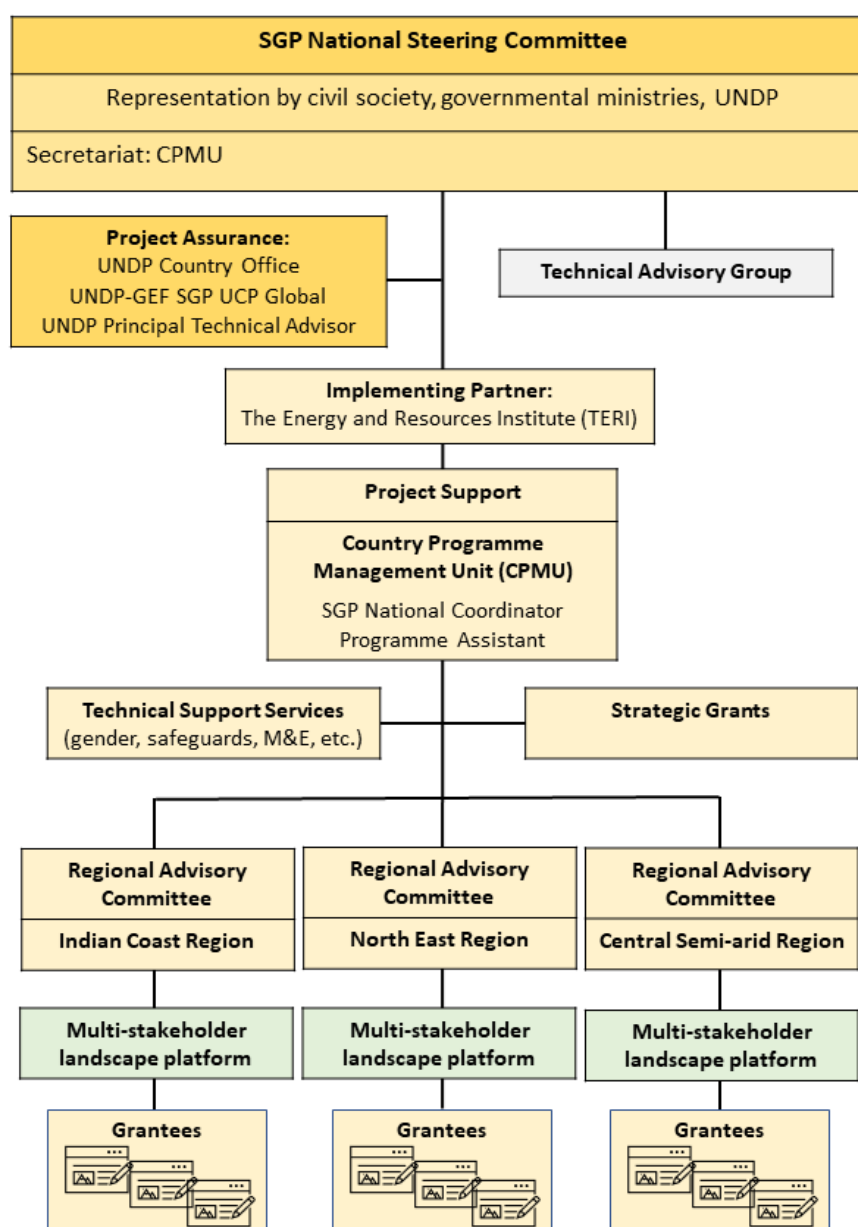 SGP National Steering Committee
Representation by civil society, governmental ministries, UNDP
Secretariat: CPMU
Project Assurance:
UNDP Country Office
UNDP-GEF SGP UCP Global
UNDP Principal Technical Advisor
Technical Advisory Group
Implementing Partner:
The Energy and Resources Institute (TERI)
Project Support
Country Programme
Management Unit (CPMU)
SGP National Coordinator
Programme Assistant
Technical Support Services
(gender, safeguards, M&E, etc.)
Strategic Grants
Regional Advisory
Committee
Indian Coast Region
Regional Advisory
Committee
North East Region
Regional Advisory
Committee
Central Semi-arid Region
Multi-stakeholder
landscape platform
Multi-stakeholder
landscape platform
Multi-stakeholder
landscape platform
Grantees
Grantees
Grantees